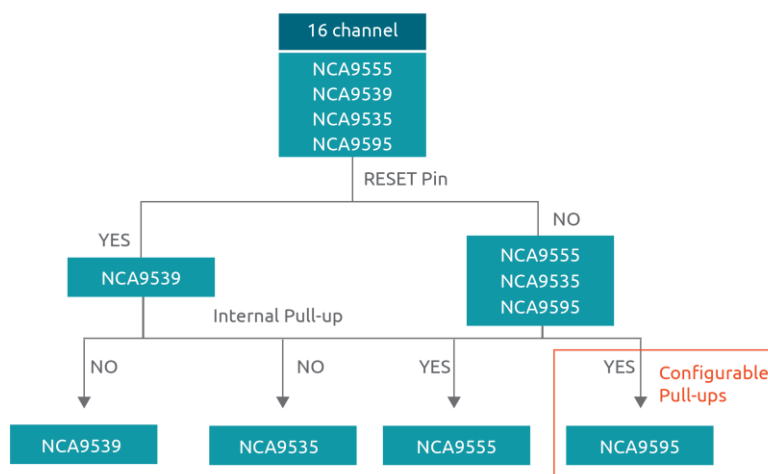 16 channel
NCA9555
NCA9539
NCA9535
NCA9595
RESET Pin
YES
NO
NCA9539
NCA9555
NCA9535
NCA9595
Internal Pull-up
NO
NO
YES
YES
Configurable
Pull-ups
NCA9539
NCA9535
NCA9555
NCA9595